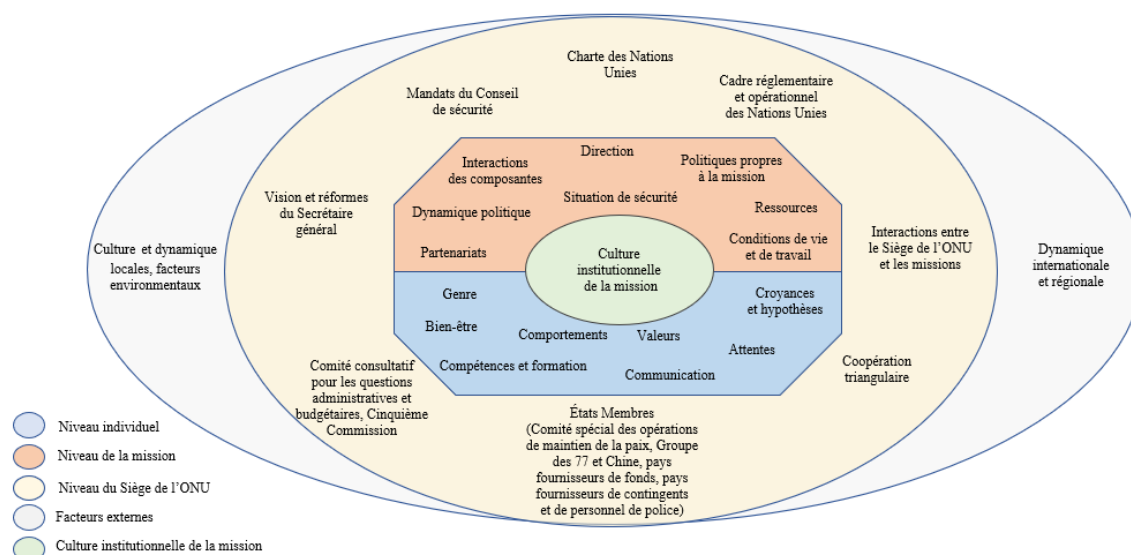 Charte des Nations
Unies
Mandats du Conseil
de sécurité
Cadre réglementaire
et opérationnel
des Nations Unies
Direction
Interactions
des composantes
Politiques propres
à la mission
Situation de sécurité
Vision et réformes
du Secrétaire
général
Dynamique politique
Ressources
Culture et dynamique
locales, facteurs
environnementaux
Partenariats
Culture
institutionnelle
de la mission
Conditions de vie
et de travail
Interactions entre
le Siège de l'ONU
et les missions
Dynamique
internationale
et régionale
Genre
Croyances
et hypothèses
Bien-être
Comportements
Valeurs
Attentes
Compétences et formation
Communication
Comité consultatif
pour les questions
administratives et
budgétaires, Cinquième
Commission
Coopération
triangulaire
États Membres
(Comité spécial des opérations
de maintien de la paix, Groupe
des 77 et Chine, pays
fournisseurs de fonds, pays
fournisseurs de contingents
et de personnel de police)
Niveau individuel
Niveau de la mission
Niveau du Siège de l'ONU
Facteurs externes
Culture institutionnelle de la mission